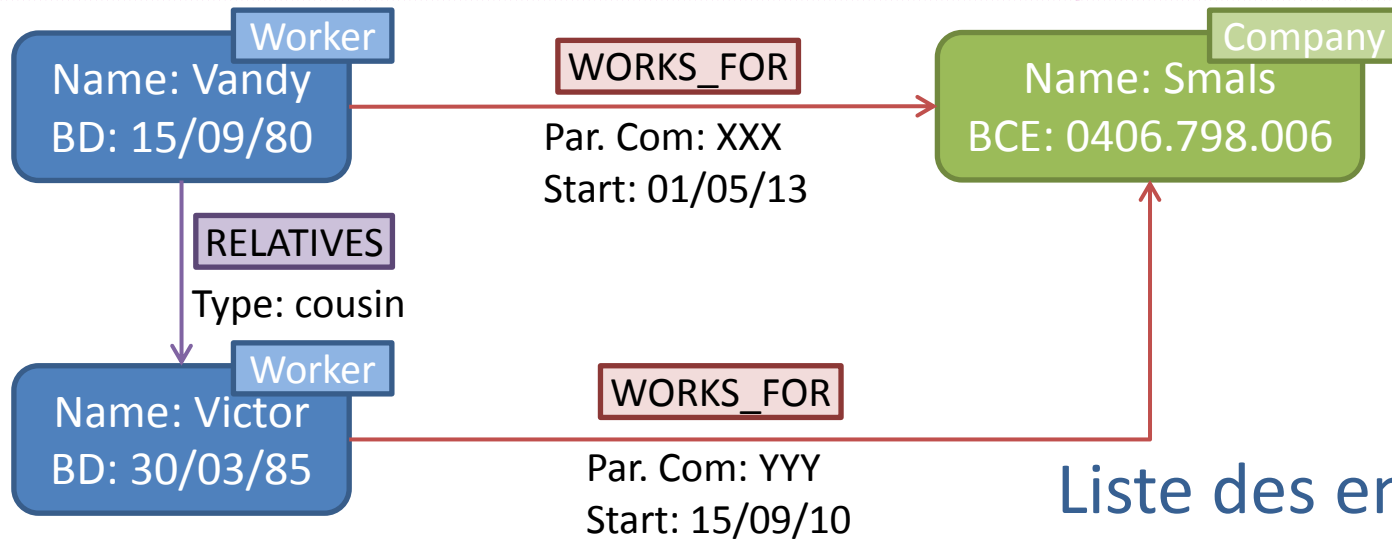 Worker
Name: Vandy
BD: 15/09/80
WORKS_FOR
Par. Com: XXX
Start: 01/05/13
Company
Name: Smals
BCE: 0406.798.006
RELATIVES
Type: cousin
Worker
Name: Victor
BD: 30/03/85
WORKS_FOR
Par. Com: YYY
Start: 15/09/10
Liste des